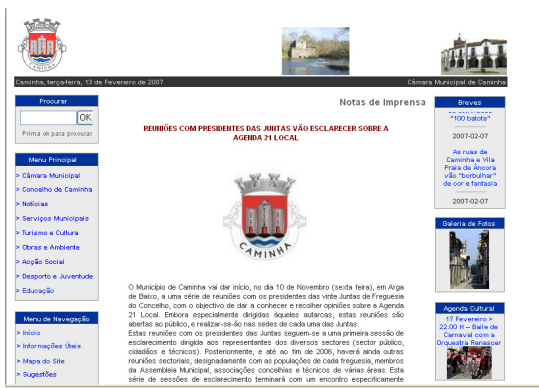 CAMINHA
Caminha, terça-feira, 13 de Fevereiro de 2007
Câmara Municipal de Caminha
Procurar
OK
Prima ok para procurar
Menu Principal
> Câmara Municipal
> Concelho de Caminha
> Notícias
> Serviços Municipais
> Turismo e Cultura
> Obras e Ambiente
> Acção Social
> Desporto e Juventude
> Educação
Menu de Navegação
> Início
> Informações Úteis
> Mapa do Site
> Sugestões
Notas de Imprensa
REUNIÕES COM PRESIDENTES DAS JUNTAS VÃO ESCLARECER SOBRE A
AGENDA 21 LOCAL
CAMINHA
O Município de Caminha vai dar início, no dia 10 de Novembro (sexta feira), em Arga
de Baixo, a uma série de reuniões com os presidentes das vinte Juntas de Freguesia
do Concelho, com o objectivo de dar a conhecer e recolher opiniões sobre a Agenda
21 Local. Embora especialmente dirigidas àqueles autarcas, estas reuniões são
abertas ao público, e realizar-se-ão nas sedes de cada uma das Juntas.
Estas reuniões com os presidentes das Juntas seguem-se a uma primeira sessão de
esclarecimento dirigida aos representantes dos diversos sectores (sector público,
cidadãos e técnicos). Posteriormente, e até ao fim de 2006, haverá ainda outras
reuniões sectoriais, designadamente com as populações de cada freguesia, membros
da Assembleia Municipal, associações concelhias e técnicos de várias áreas. Esta
série de sessões de esclarecimento terminará com um encontro especificamente
Breves
"100 batota"
2007-02-07
As ruas de
Caminha e Vila
Praia de Âncora
vão "borbulhar"
de cor e fantasia
2007-02-07
Galeria de Fotos
Agenda Cultural
17 Fevereiro >
22.00 H – Baile de
Carnaval com a
Orquestra Renascer